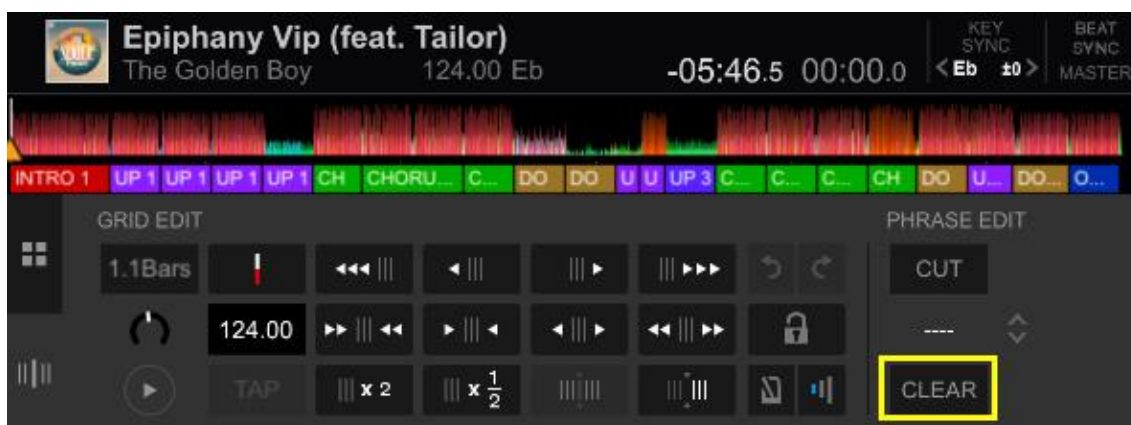 Epiphany Vip (feat. Tailor)
The Golden Boy 124.00 Eb
-05:46.5 00:00.0
KEY
SYNC
< Eb ±0 >
BEAT
SYNC
MASTER
INTRO 1 UP 1 UP 1 UP 1 UP 1 CH CHORU... C... DO DO U U UP 3 C... C... C... CH DO U... DO... O...
GRID EDIT
1.1Bars
124.00
TAP x 2 x 1/2
PHRASE EDIT
CUT
----
CLEAR